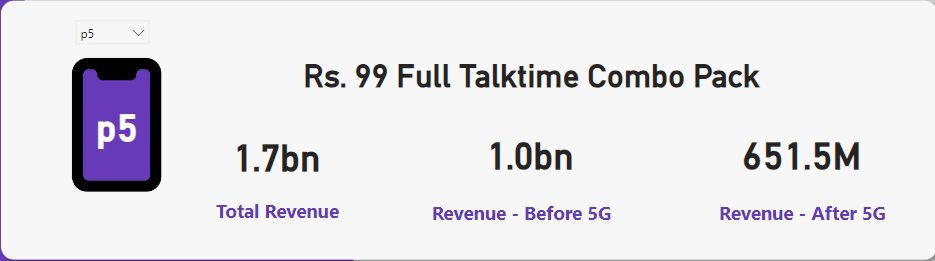 p5
p5
Rs. 99 Full Talktime Combo Pack
1.7bn
Total Revenue
1.0bn
Revenue - Before 5G
651.5M
Revenue - After 5G